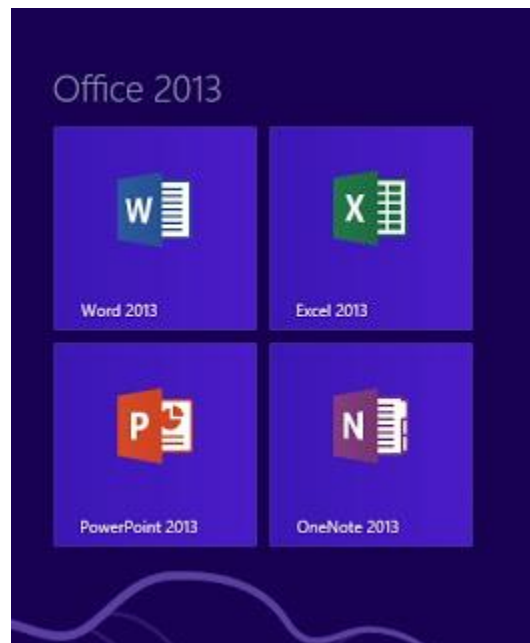 Office 2013
W
X
Word 2013
Excel 2013
P
N
PowerPoint 2013
OneNote 2013